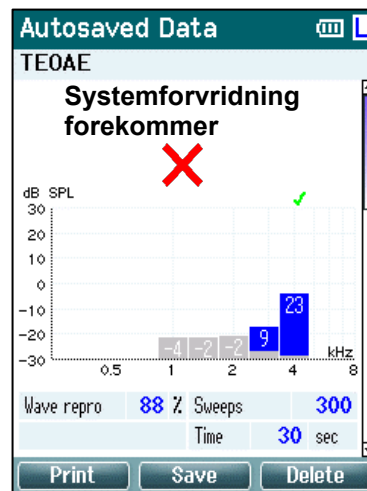 Autosaved Data L
TEOAE
Systemforvridning
forekommer
dB SPL
30
20
10
0
-10
-20
-30
-4 -2 -2 9 23
kHz
0.5 1 2 4 8
Wave repro 88 % Sweeps 300
Time 30 sec
Print Save Delete